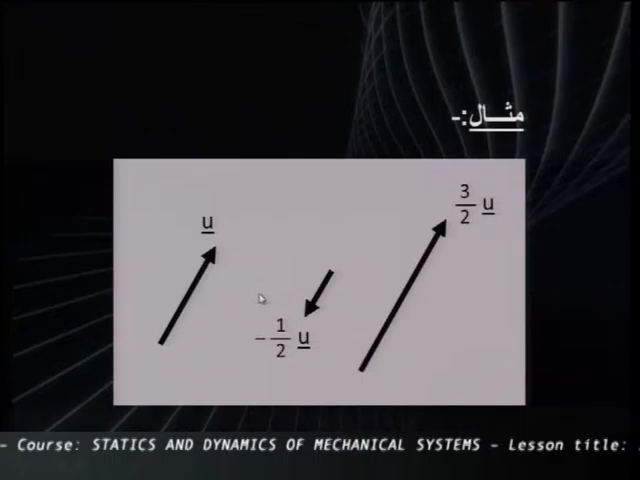 مثــال:-
u
3/2 u
-1/2 u
- Course: STATICS AND DYNAMICS OF MECHANICAL SYSTEMS - Lesson title: